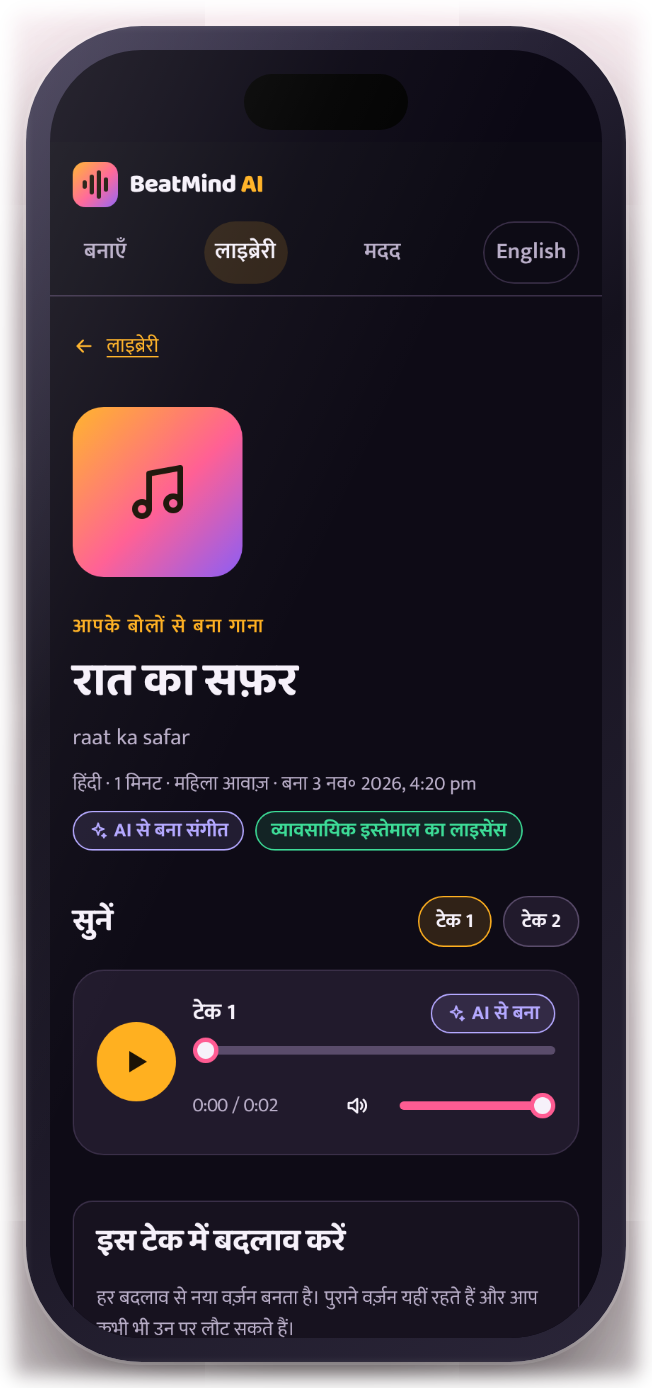 BeatMind AI
बनाएँ
लाइब्रेरी
मदद
English
← लाइब्रेरी
आपके बोलों से बना गाना
रात का सफ़र
raat ka safar
हिंदी · 1 मिनट · महिला आवाज़ · बना 3 नव॰ 2026, 4:20 pm
AI से बना संगीत
व्यावसायिक इस्तेमाल का लाइसेंस
सुनें
टेक 1
टेक 2
टेक 1
AI से बना
0:00 / 0:02
इस टेक में बदलाव करें
हर बदलाव से नया वर्ज़न बनता है। पुराने वर्ज़न यहीं रहते हैं और आप
कभी भी उन पर लौट सकते हैं।